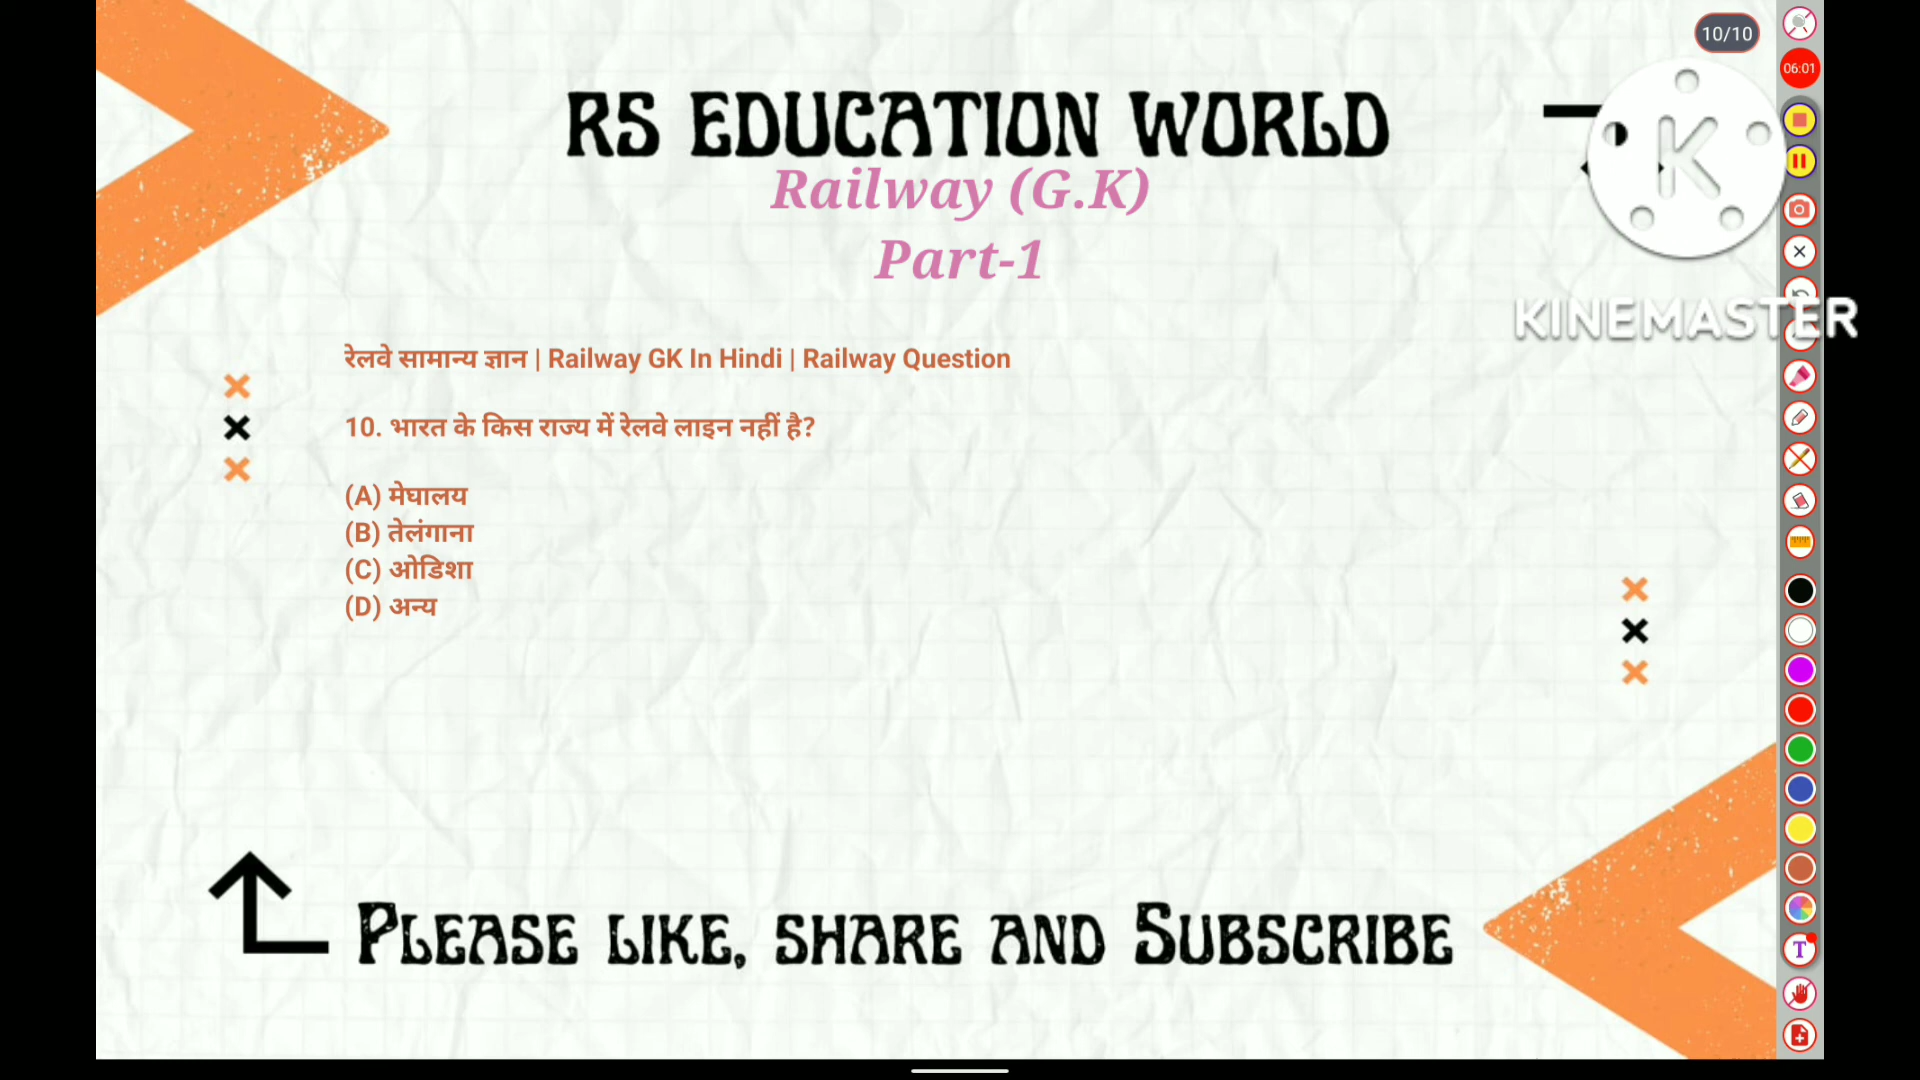 10/10
06:01
RS EDUCATION WORLD
Railway (G.K)
Part-1
K
KINEMASTER
रेलवे सामान्य ज्ञान | Railway GK In Hindi | Railway Question
10. भारत के किस राज्य में रेलवे लाइन नहीं है?
(A) मेघालय
(B) तेलंगाना
(C) ओडिशा
(D) अन्य
T
PLEASE LIKE, SHARE AND SUBSCRIBE